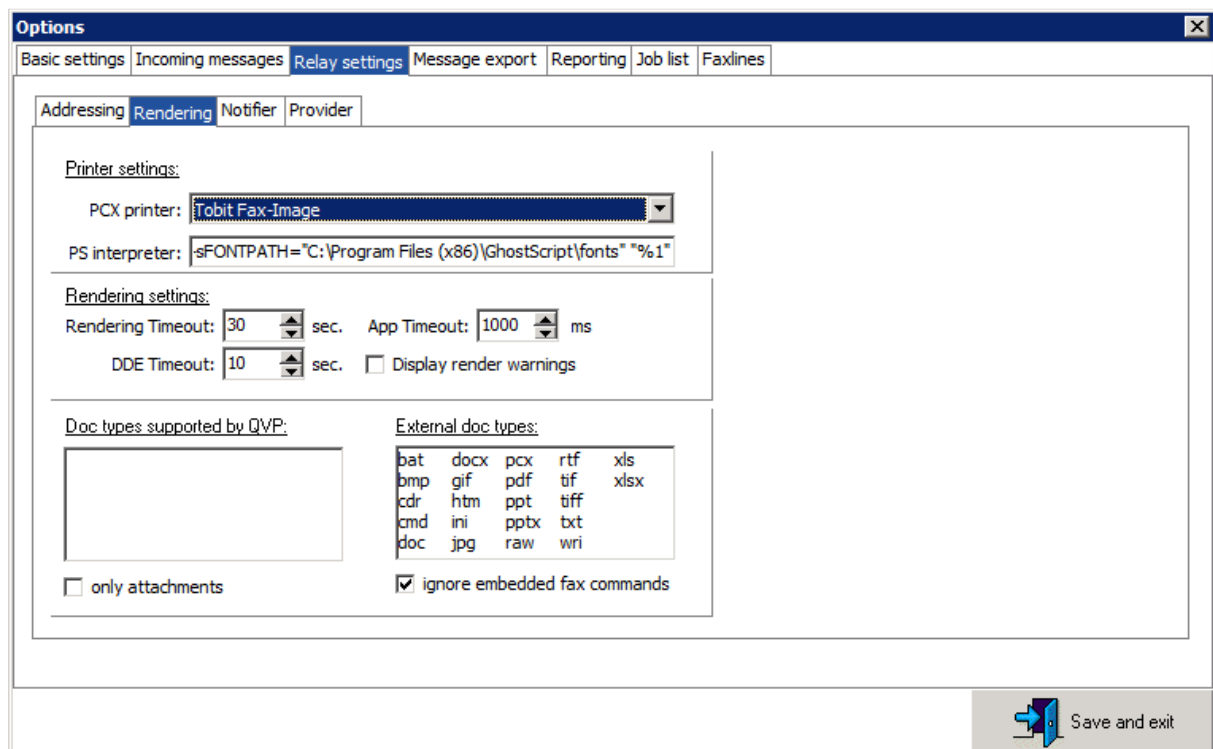 Options
Basic settings Incoming messages Relay settings Message export Reporting Job list Faxlines
Addressing Rendering Notifier Provider
Printer settings:
PCX printer: Tobit Fax-Image
PS interpreter: -sFONTPATH="C:\Program Files (x86)\GhostScript\fonts" "%1"
Rendering settings:
Rendering Timeout: 30 sec. App Timeout: 1000 ms
DDE Timeout: 10 sec. Display render warnings
Doc types supported by QVP: External doc types:
bat docx pcx rtf xls
bmp gif pdf tif xlsx
cdr htm ppt tiff
cmd ini pptx txt
doc jpg raw wri
only attachments ignore embedded fax commands
Save and exit